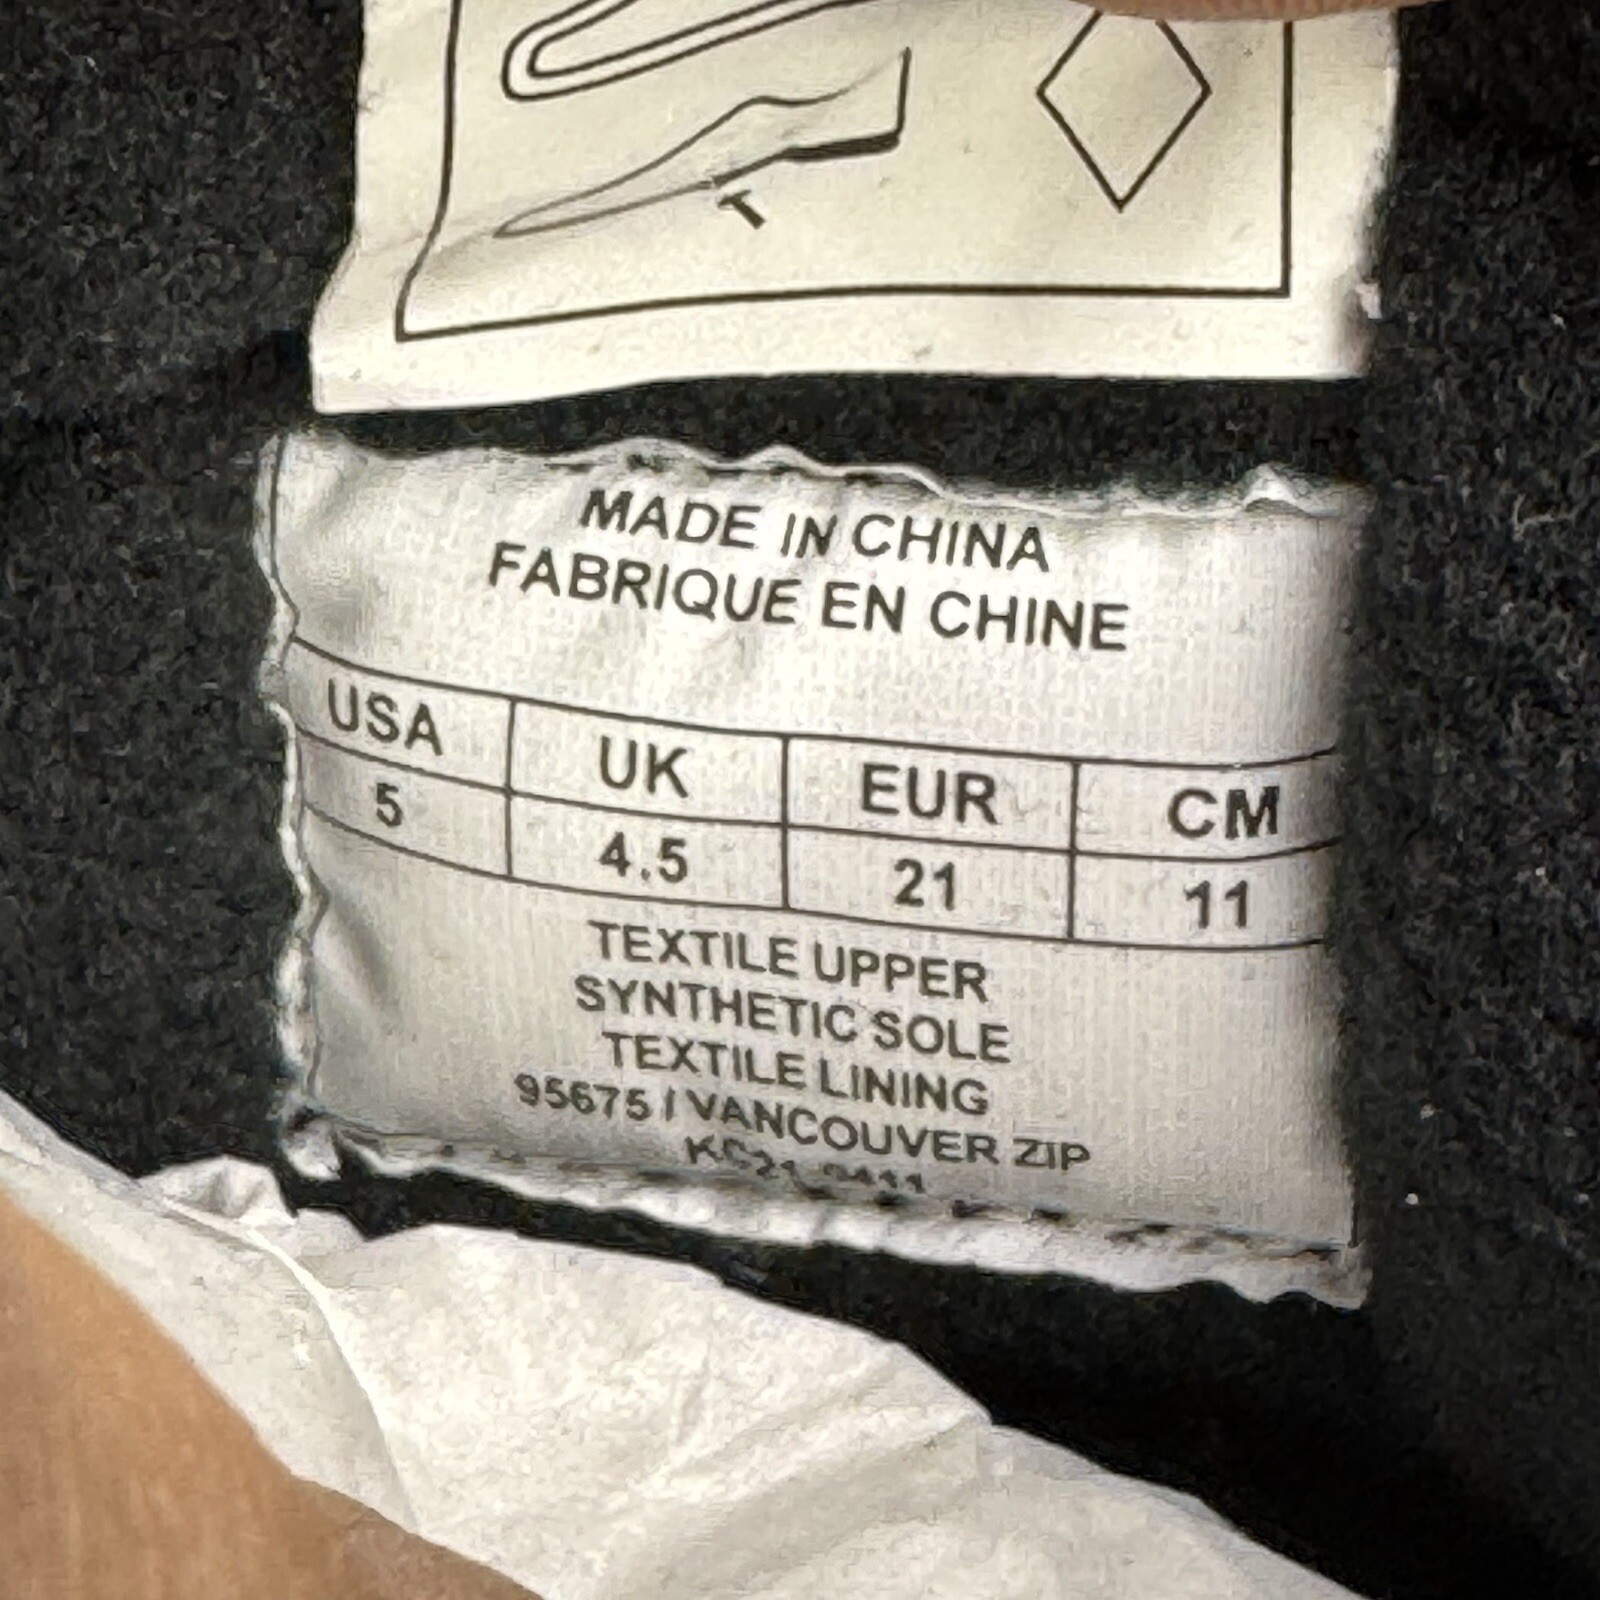 T
MADE IN CHINA
FABRIQUE EN CHINE
USA UK EUR CM
5 4.5 21 11
TEXTILE UPPER
SYNTHETIC SOLE
TEXTILE LINING
95675 / VANCOUVER ZIP